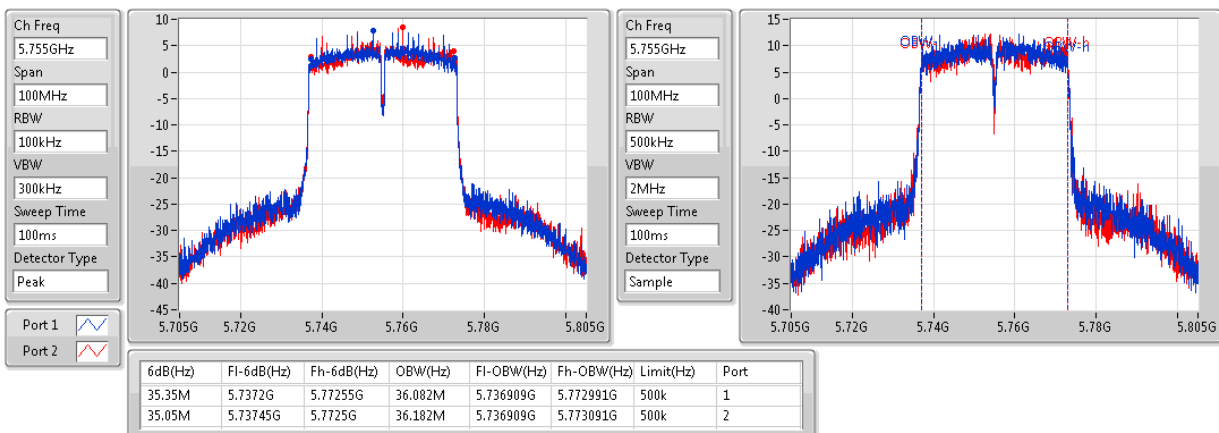 Ch Freq
5.755GHz
Span
100MHz
RBW
100kHz
VBW
300kHz
Sweep Time
100ms
Detector Type
Peak
Port 1
Port 2
10
5
0
-5
-10
-15
-20
-25
-30
-35
-40
-45
5.705G 5.72G 5.74G 5.76G 5.78G 5.805G
Ch Freq
5.755GHz
Span
100MHz
RBW
500kHz
VBW
2MHz
Sweep Time
100ms
Detector Type
Sample
15
10
5
0
-5
-10
-15
-20
-25
-30
-35
-40
OBW-l OBW-h
5.705G 5.72G 5.74G 5.76G 5.78G 5.805G
6dB(Hz) Fl-6dB(Hz) Fh-6dB(Hz) OBW(Hz) Fl-OBW(Hz) Fh-OBW(Hz) Limit(Hz) Port
35.35M 5.7372G 5.77255G 36.082M 5.736909G 5.772991G 500k 1
35.05M 5.73745G 5.7725G 36.182M 5.736909G 5.773091G 500k 2